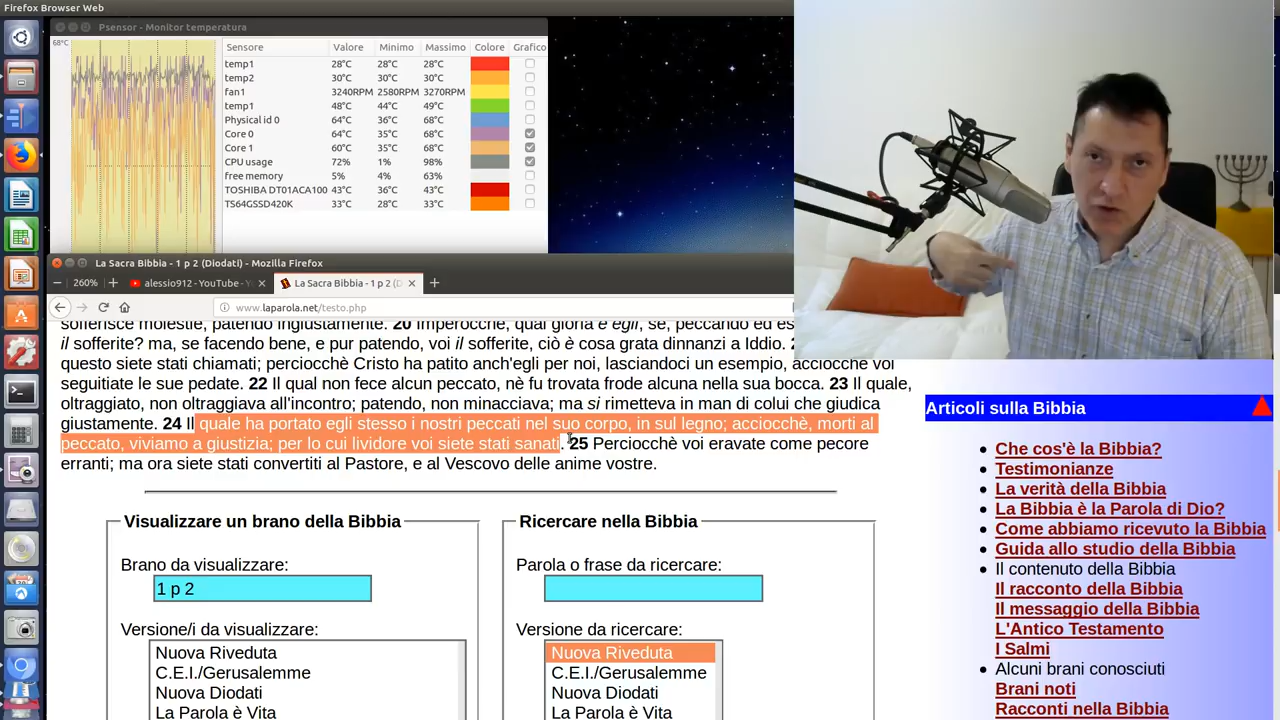 Firefox Browser Web
Psensor - Monitor temperatura
68°C
Sensore Valore Minimo Massimo Colore Grafico
temp1 28°C 28°C 28°C
temp2 30°C 30°C 30°C
fan1 3240RPM 2580RPM 3270RPM
temp1 48°C 44°C 49°C
Physical id 0 64°C 36°C 68°C
Core 0 64°C 35°C 68°C
Core 1 60°C 35°C 68°C
CPU usage 72% 1% 98%
free memory 5% 4% 63%
TOSHIBA DT01ACA100 43°C 36°C 43°C
TS64GSSD420K 33°C 28°C 33°C
La Sacra Bibbia - 1 p 2 (Diodati) - Mozilla Firefox
260% alessio912 - YouTube - La Sacra Bibbia - 1 p 2 (D
www.laparola.net/testo.php
sofferisce molestie, patendo ingiustamente. 20 Imperocchè, qual gloria è egli, se, peccando ed es
il sofferite? ma, se facendo bene, e pur patendo, voi il sofferite, ciò è cosa grata dinnanzi a Iddio.
questo siete stati chiamati; perciocchè Cristo ha patito anch'egli per noi, lasciandoci un esempio, acciocchè voi
seguitiate le sue pedate. 22 Il qual non fece alcun peccato, nè fu trovata frode alcuna nella sua bocca. 23 Il quale,
oltraggiato, non oltraggiava all'incontro; patendo, non minacciava; ma si rimetteva in man di colui che giudica
giustamente. 24 Il quale ha portato egli stesso i nostri peccati nel suo corpo, in sul legno; acciocchè, morti al
peccato, viviamo a giustizia; per lo cui lividore voi siete stati sanati. 25 Perciocchè voi eravate come pecore
erranti; ma ora siete stati convertiti al Pastore, e al Vescovo delle anime vostre.
Visualizzare un brano della Bibbia
Brano da visualizzare:
1 p 2
Versione/i da visualizzare:
Nuova Riveduta
C.E.I./Gerusalemme
Nuova Diodati
La Parola è Vita
Ricercare nella Bibbia
Parola o frase da ricercare:
Versione da ricercare:
Nuova Riveduta
C.E.I./Gerusalemme
Nuova Diodati
La Parola è Vita
Articoli sulla Bibbia
Che cos'è la Bibbia?
Testimonianze
La verità della Bibbia
La Bibbia è la Parola di Dio?
Come abbiamo ricevuto la Bibbia
Guida allo studio della Bibbia
Il contenuto della Bibbia
Il racconto della Bibbia
Il messaggio della Bibbia
L'Antico Testamento
I Salmi
Alcuni brani conosciuti
Brani noti
Racconti nella Bibbia